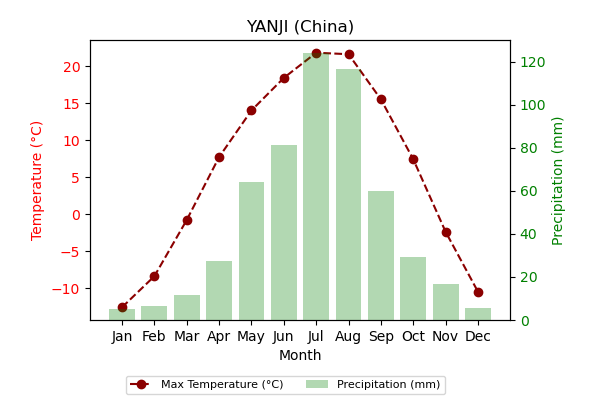 YANJI (China)
Temperature (°C)
20
15
10
5
0
−5
−10
120
100
80
60
40
20
0
Precipitation (mm)
Jan Feb Mar Apr May Jun Jul Aug Sep Oct Nov Dec
Month
Max Temperature (°C) Precipitation (mm)